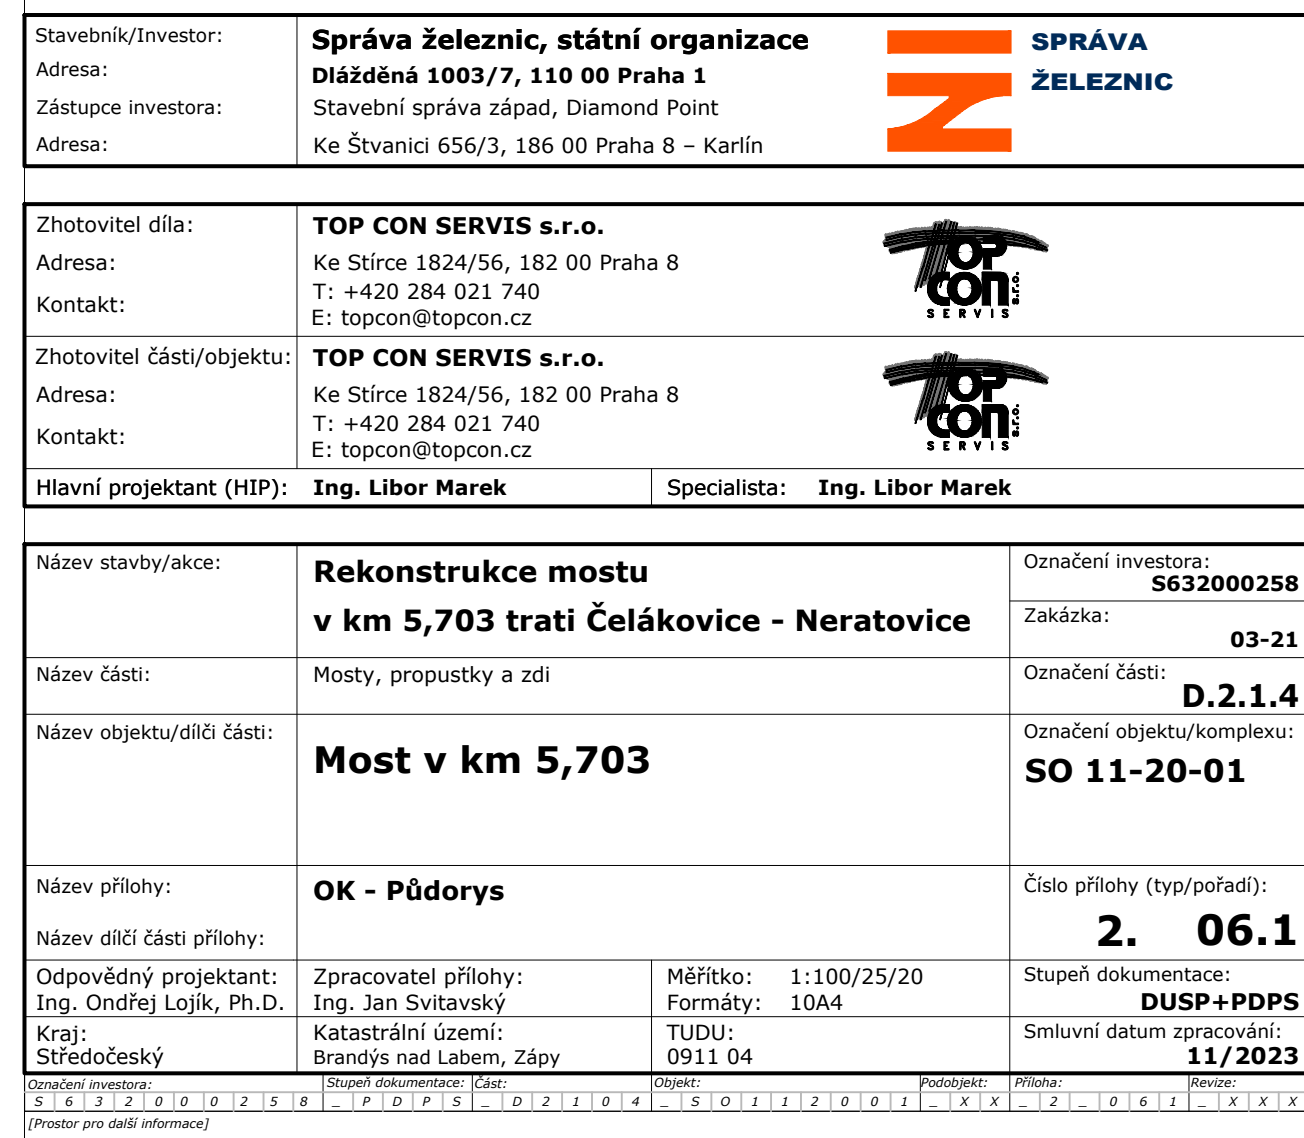 Stavebník/Investor: Správa železnic, státní organizace
Adresa: Dlážděná 1003/7, 110 00 Praha 1
Zástupce investora: Stavební správa západ, Diamond Point
Adresa: Ke Štvanici 656/3, 186 00 Praha 8 – Karlín
SPRÁVA
ŽELEZNIC
Zhotovitel díla: TOP CON SERVIS s.r.o.
Adresa: Ke Stírce 1824/56, 182 00 Praha 8
Kontakt: T: +420 284 021 740
E: topcon@topcon.cz
TOP
CON s.r.o.
SERVIS
Zhotovitel části/objektu: TOP CON SERVIS s.r.o.
Adresa: Ke Stírce 1824/56, 182 00 Praha 8
Kontakt: T: +420 284 021 740
E: topcon@topcon.cz
TOP
CON s.r.o.
SERVIS
Hlavní projektant (HIP): Ing. Libor Marek Specialista: Ing. Libor Marek
Název stavby/akce: Rekonstrukce mostu
v km 5,703 trati Čelákovice - Neratovice
Označení investora:
S632000258
Zakázka:
03-21
Název části: Mosty, propustky a zdi
Označení části:
D.2.1.4
Název objektu/dílči části:
Most v km 5,703
Označení objektu/komplexu:
SO 11-20-01
Název přílohy: OK - Půdorys
Číslo přílohy (typ/pořadí):
2. 06.1
Název dílčí části přílohy:
Odpovědný projektant: Zpracovatel přílohy: Měřítko: 1:100/25/20 Stupeň dokumentace:
Ing. Ondřej Lojík, Ph.D. Ing. Jan Svitavský Formáty: 10A4 DUSP+PDPS
Kraj: Katastrální území: TUDU: Smluvní datum zpracování:
Středočeský Brandýs nad Labem, Zápy 0911 04 11/2023
Označení investora: Stupeň dokumentace: Část: Objekt: Podobjekt: Příloha: Revize:
S 6 3 2 0 0 0 2 5 8 _ P D P S _ D 2 1 0 4 _ S O 1 1 2 0 0 1 _ X X _ 2 _ 0 6 1 _ X X X
[Prostor pro další informace]